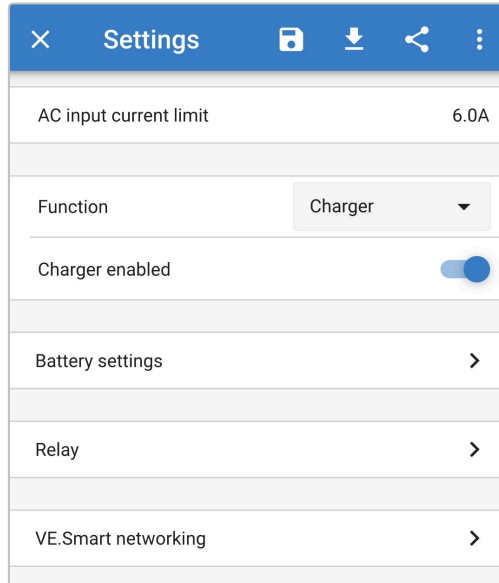 Settings
AC input current limit 6.0A
Function Charger
Charger enabled
Battery settings
Relay
VE.Smart networking